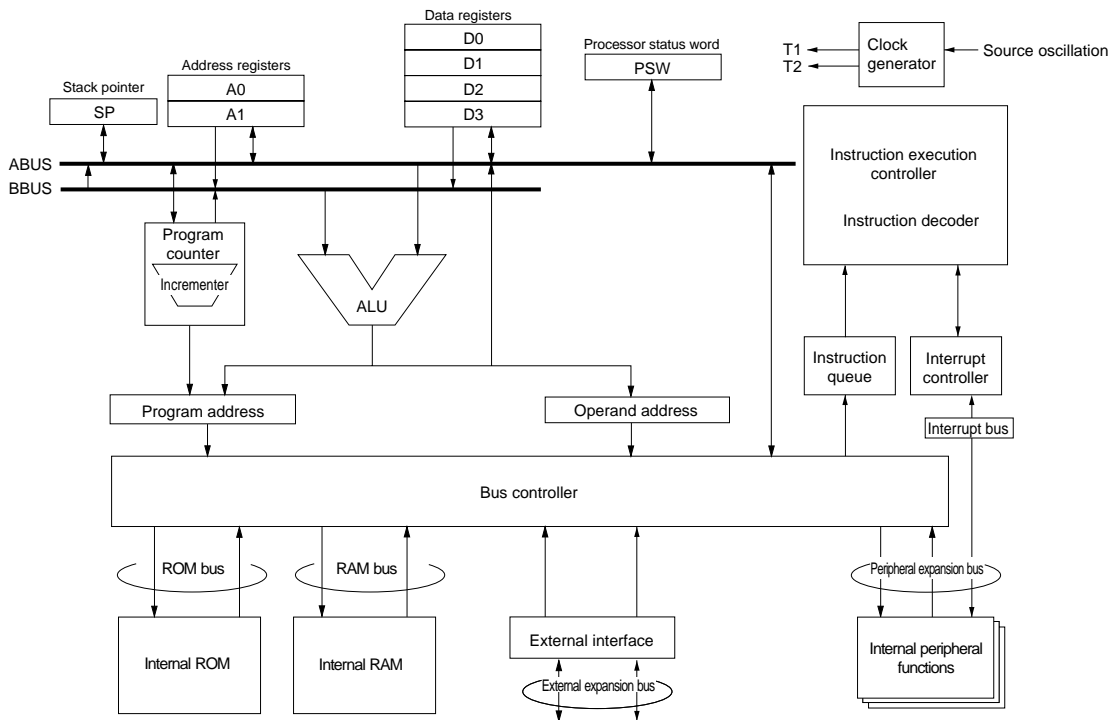 Data registers
D0
D1
D2
D3
Processor status word
PSW
T1
T2
Clock
generator
Source oscillation
Address registers
A0
A1
Stack pointer
SP
ABUS
BBUS
Instruction execution
controller
Instruction decoder
Program
counter
Incrementer
ALU
Instruction
queue
Interrupt
controller
Program address
Operand address
Interrupt bus
Bus controller
ROM bus
RAM bus
Peripheral expansion bus
Internal ROM
Internal RAM
External interface
External expansion bus
Internal peripheral
functions